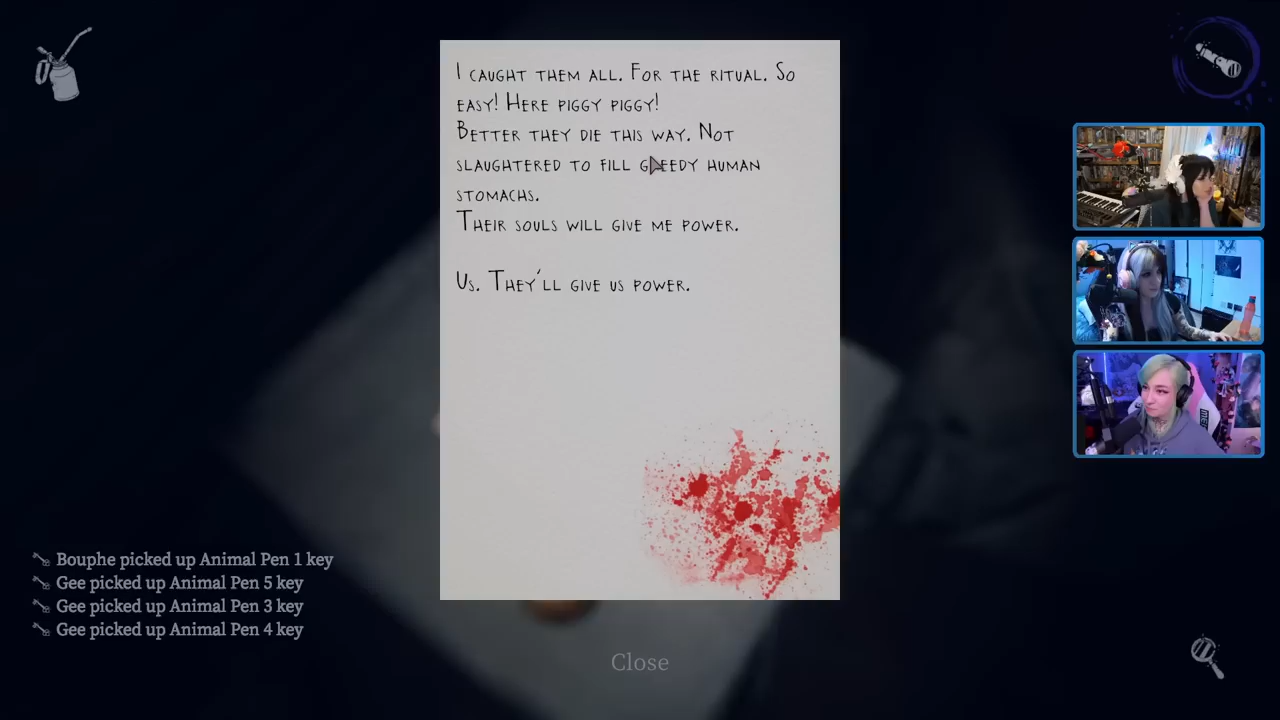 I caught them all. For the ritual. So
easy! Here piggy piggy!
Better they die this way. Not
slaughtered to fill greedy human
stomachs.
Their souls will give me power.
Us. They'll give us power.
Bouphe picked up Animal Pen 1 key
Gee picked up Animal Pen 5 key
Gee picked up Animal Pen 3 key
Gee picked up Animal Pen 4 key
Close